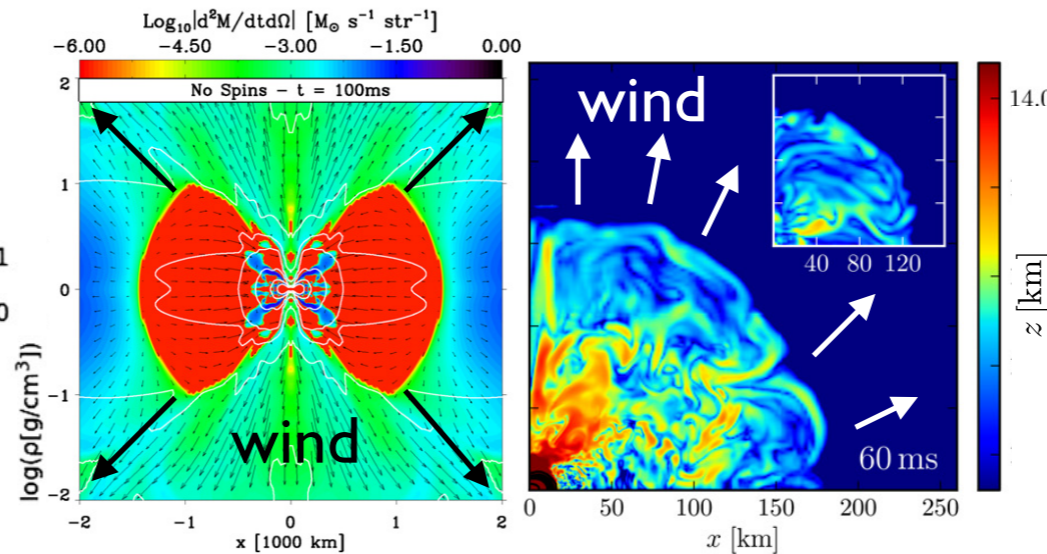 Log₁₀|d²M/dtdΩ| [M⊙ s⁻¹ str⁻¹]
−6.00 −4.50 −3.00 −1.50 0.00
No Spins − t = 100ms
2
1
0
−1
−2
−2 −1 0 1 2
x [1000 km]
log(ρ[g/cm³])
1
0
wind
wind
40 80 120
60 ms
0 50 100 150 200 250
x [km]
14.0
z [km]